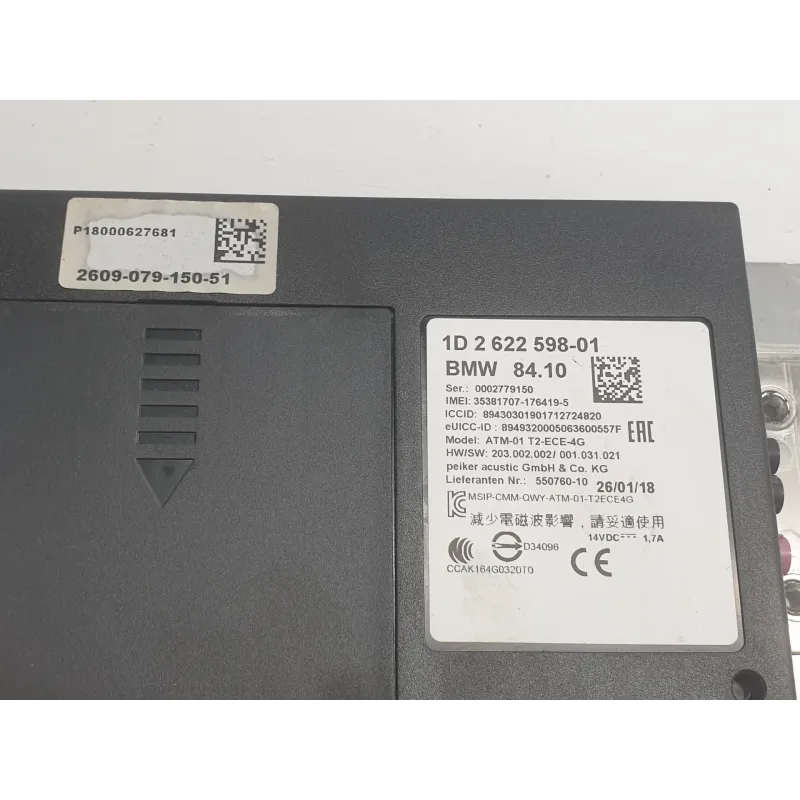 P18000627681
2609-079-150-51
1D 2 622 598-01
BMW 84.10
Ser.: 0002779150
IMEI: 35381707-176419-5
ICCID: 89430301901712724820
eUICC-ID : 8949320005063600557F
EAC
Model: ATM-01 T2-ECE-4G
HW/SW: 203.002.002/ 001.031.021
peiker acustic GmbH & Co. KG
Lieferanten Nr.: 550760-10 26/01/18
MSIP-CMM-QWY-ATM-01-T2ECE4G
減少電磁波影響，請妥適使用
14VDC 1,7A
D34096
CCAK164G0320T0
CE